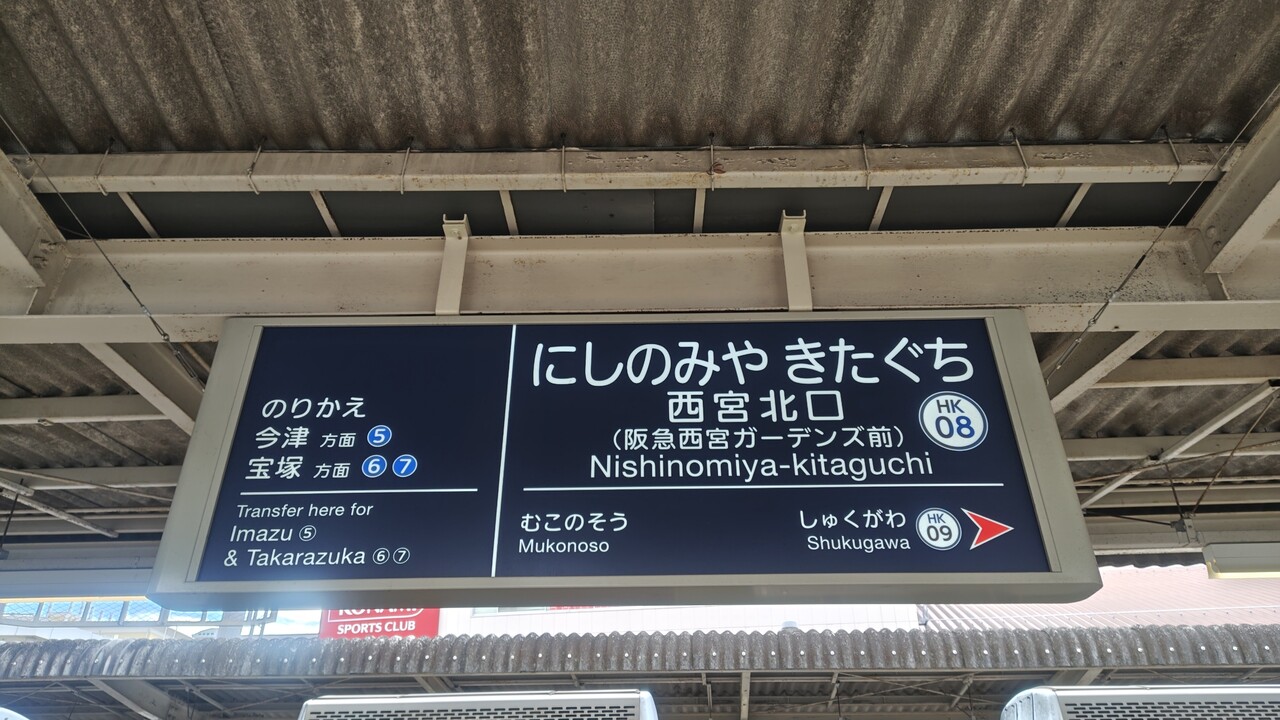 のりかえ
今津 方面 ⑤
宝塚 方面 ⑥ ⑦
Transfer here for
Imazu ⑤
& Takarazuka ⑥⑦
にしのみや きたぐち
西宮北口
(阪急西宮ガーデンズ前)
Nishinomiya-kitaguchi
HK
08
むこのそう
Mukonoso
しゅくがわ
Shukugawa
HK
09
KONAMI
SPORTS CLUB